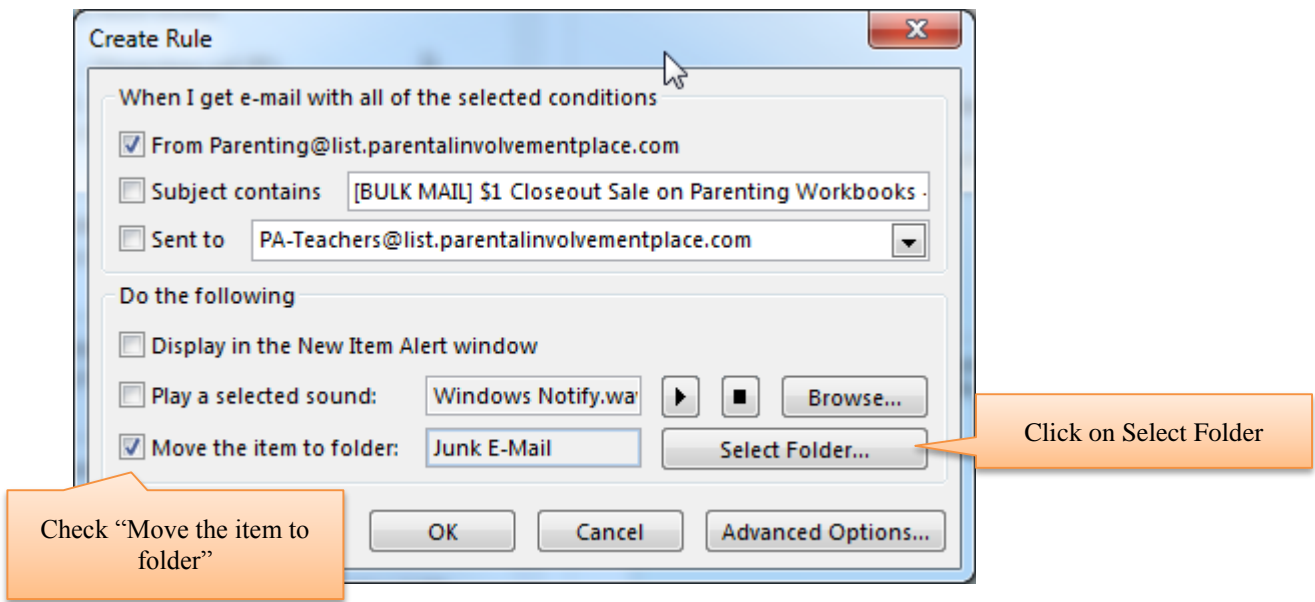 Create Rule
When I get e-mail with all of the selected conditions
From Parenting@list.parentalinvolvementplace.com
Subject contains [BULK MAIL] $1 Closeout Sale on Parenting Workbooks -
Sent to PA-Teachers@list.parentalinvolvementplace.com
Do the following
Display in the New Item Alert window
Play a selected sound: Windows Notify.wa Browse...
Move the item to folder: Junk E-Mail Select Folder...
Click on Select Folder
Check “Move the item to
folder”
OK Cancel Advanced Options...